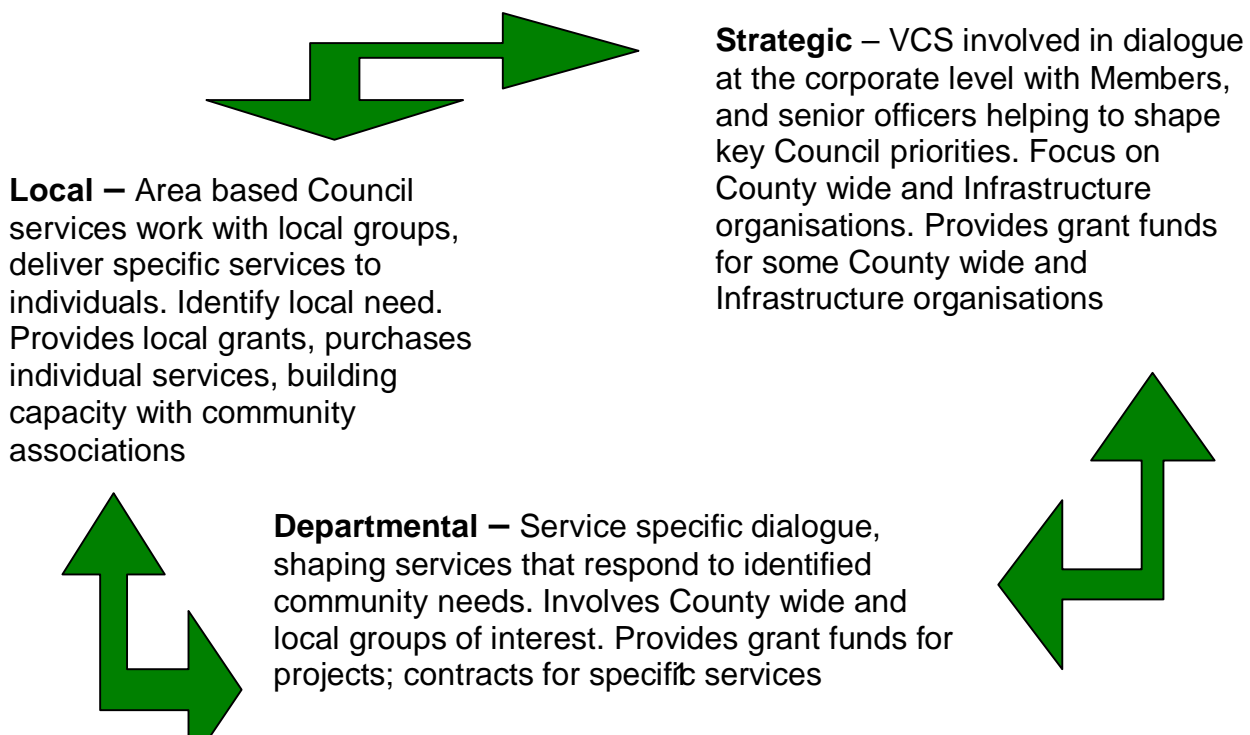 Strategic – VCS involved in dialogue
at the corporate level with Members,
and senior officers helping to shape
key Council priorities. Focus on
County wide and Infrastructure
organisations. Provides grant funds
for some County wide and
Infrastructure organisations
Local – Area based Council
services work with local groups,
deliver specific services to
individuals. Identify local need.
Provides local grants, purchases
individual services, building
capacity with community
associations
Departmental – Service specific dialogue,
shaping services that respond to identified
community needs. Involves County wide and
local groups of interest. Provides grant funds for
projects; contracts for specific services
1